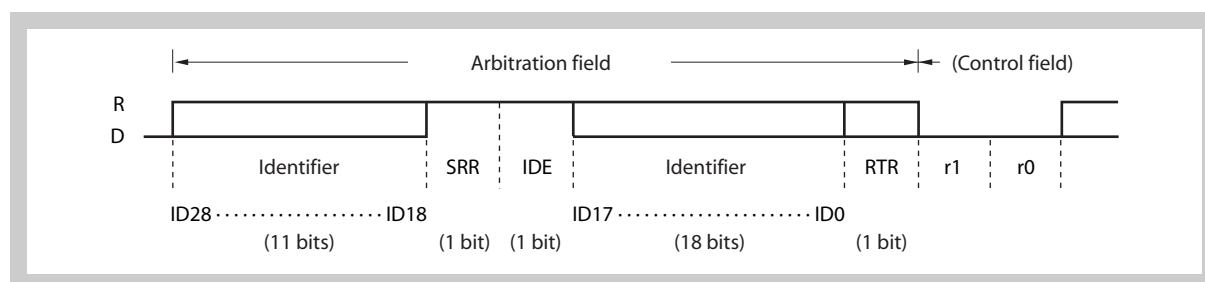 Arbitration field (Control field)
R
D
Identifier SRR IDE Identifier RTR r1 r0
ID28 ··················· ID18 ID17 ······················ ID0
(11 bits) (1 bit) (1 bit) (18 bits) (1 bit)